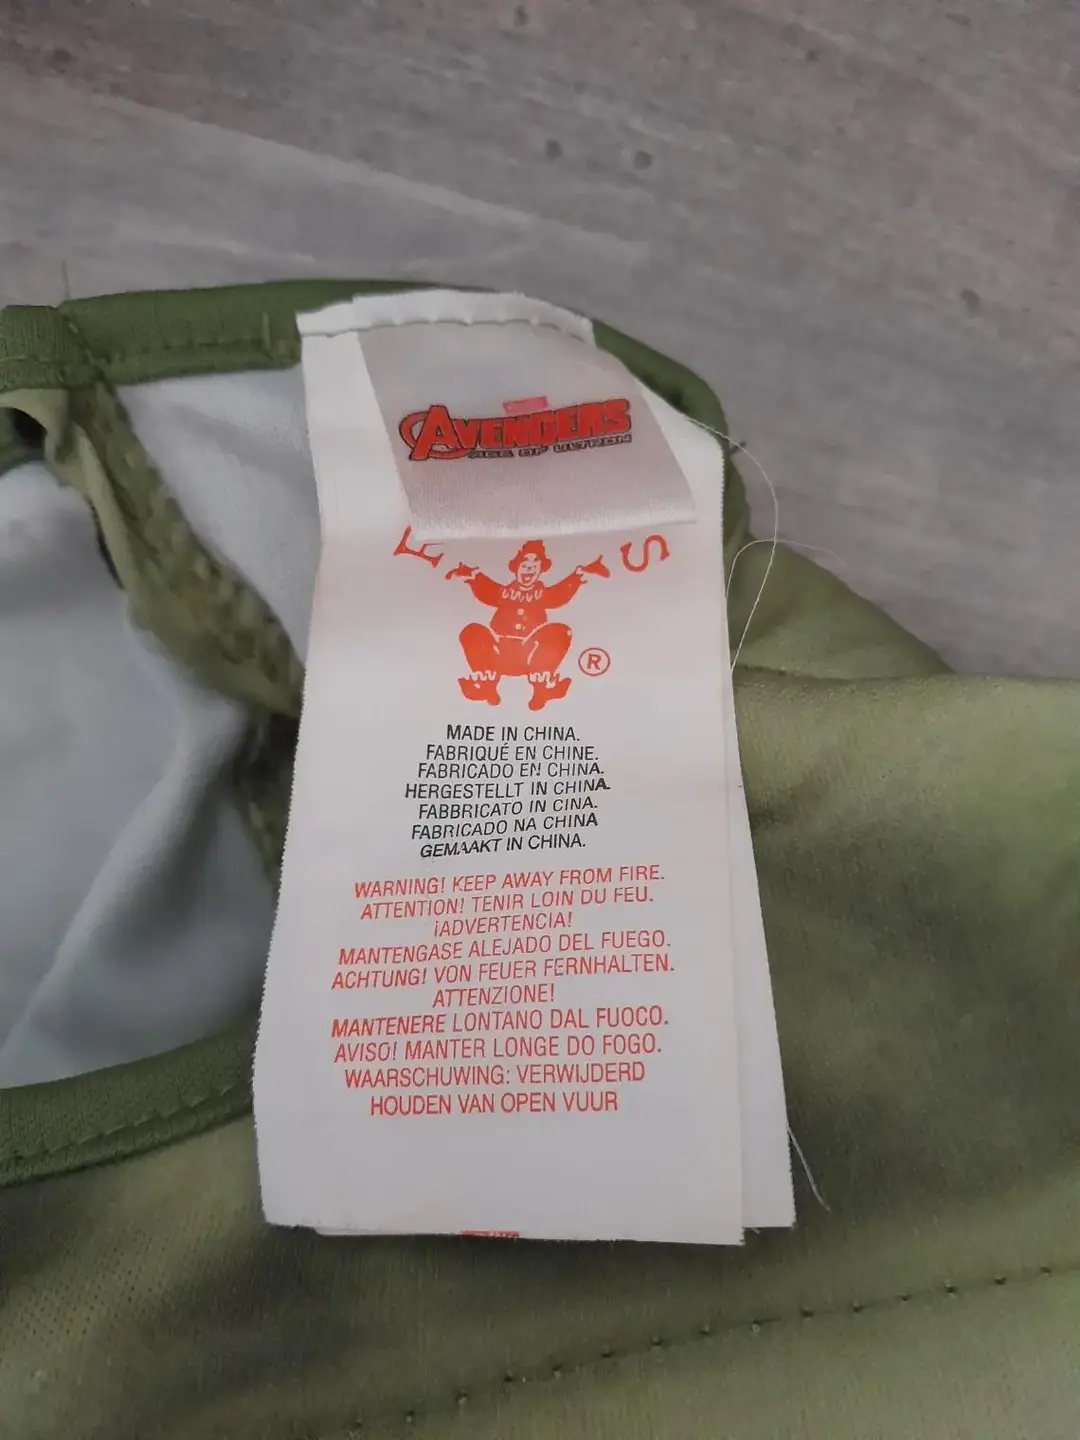 AVENGERS
AGE OF ULTRON
®
MADE IN CHINA.
FABRIQUÉ EN CHINE.
FABRICADO EN CHINA.
HERGESTELLT IN CHINA.
FABBRICATO IN CINA.
FABRICADO NA CHINA
GEMAAKT IN CHINA.
WARNING! KEEP AWAY FROM FIRE.
ATTENTION! TENIR LOIN DU FEU.
¡ADVERTENCIA!
MANTENGASE ALEJADO DEL FUEGO.
ACHTUNG! VON FEUER FERNHALTEN.
ATTENZIONE!
MANTENERE LONTANO DAL FUOCO.
AVISO! MANTER LONGE DO FOGO.
WAARSCHUWING: VERWIJDERD
HOUDEN VAN OPEN VUUR